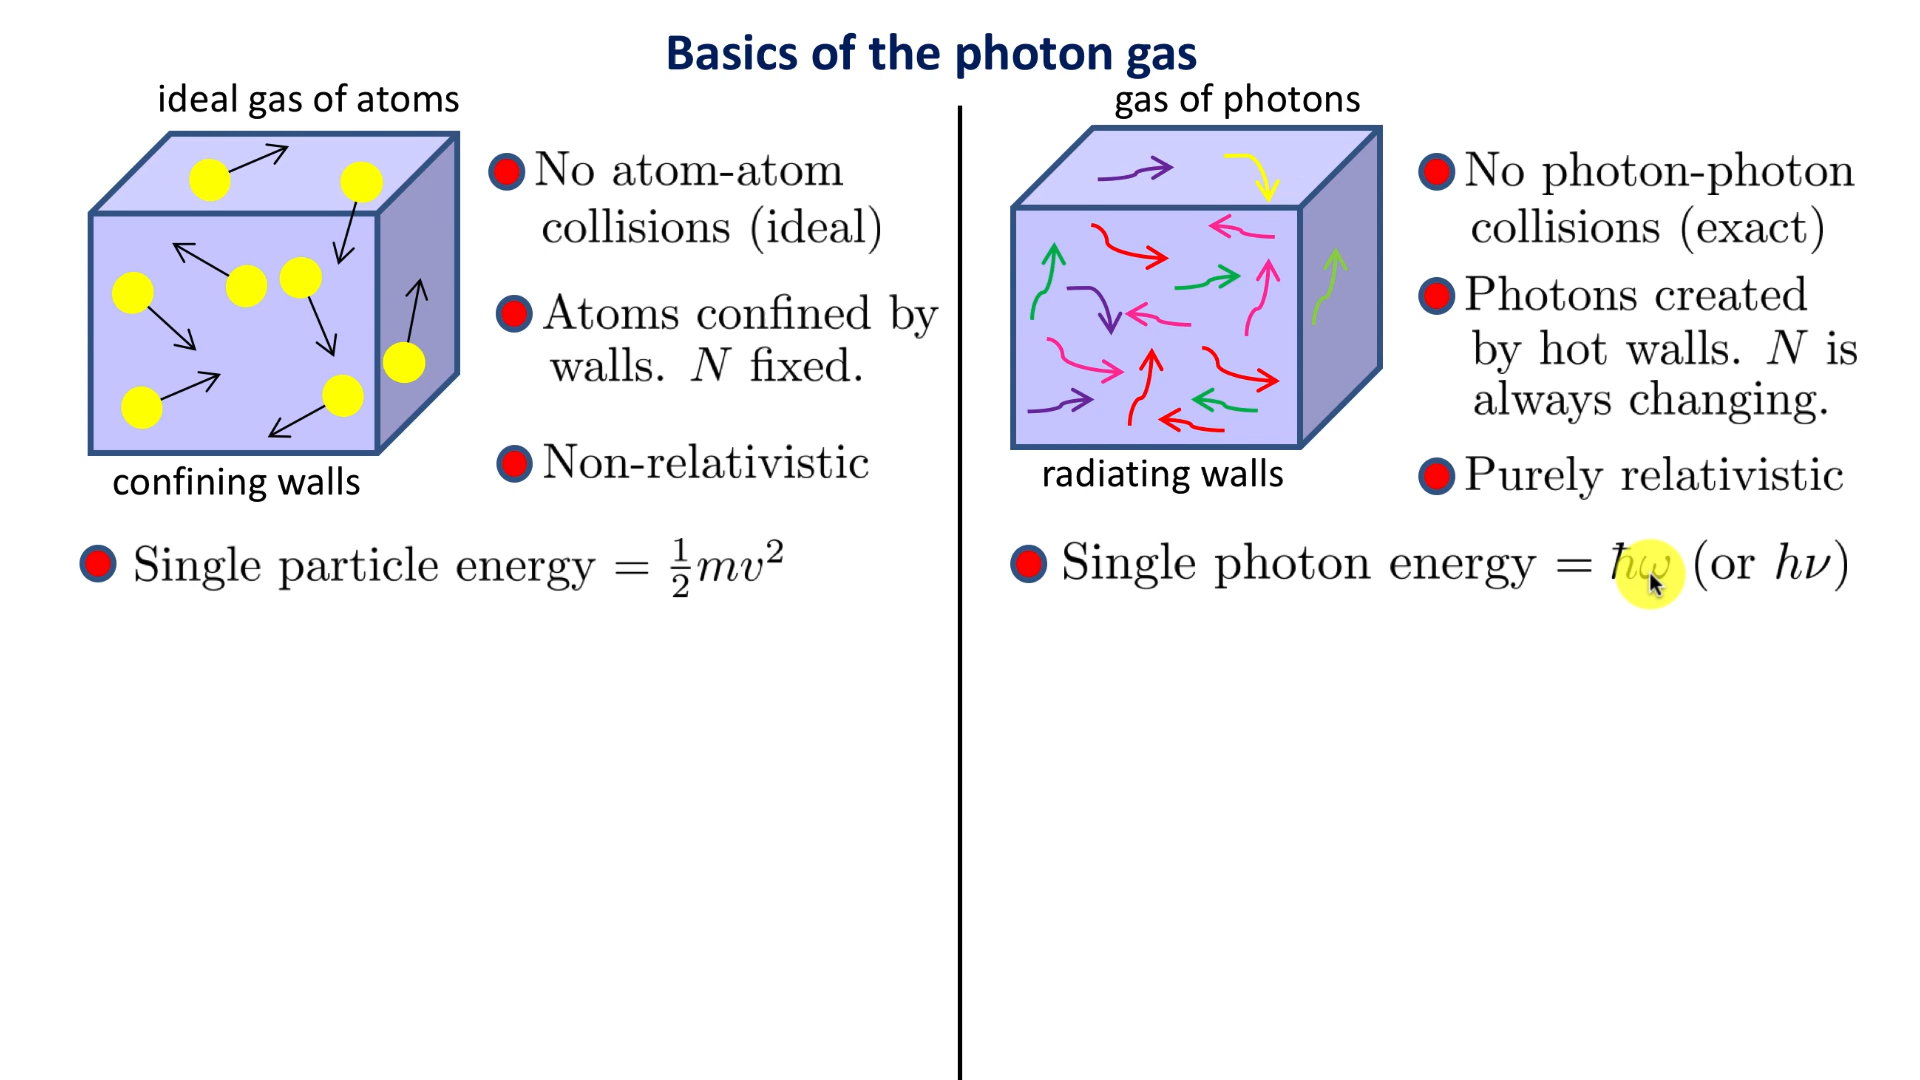 Basics of the photon gas
ideal gas of atoms
No atom-atom
collisions (ideal)
Atoms confined by
walls. N fixed.
Non-relativistic
confining walls
Single particle energy = ½mv²
gas of photons
No photon-photon
collisions (exact)
Photons created
by hot walls. N is
always changing.
Purely relativistic
radiating walls
Single photon energy = ħω (or hν)